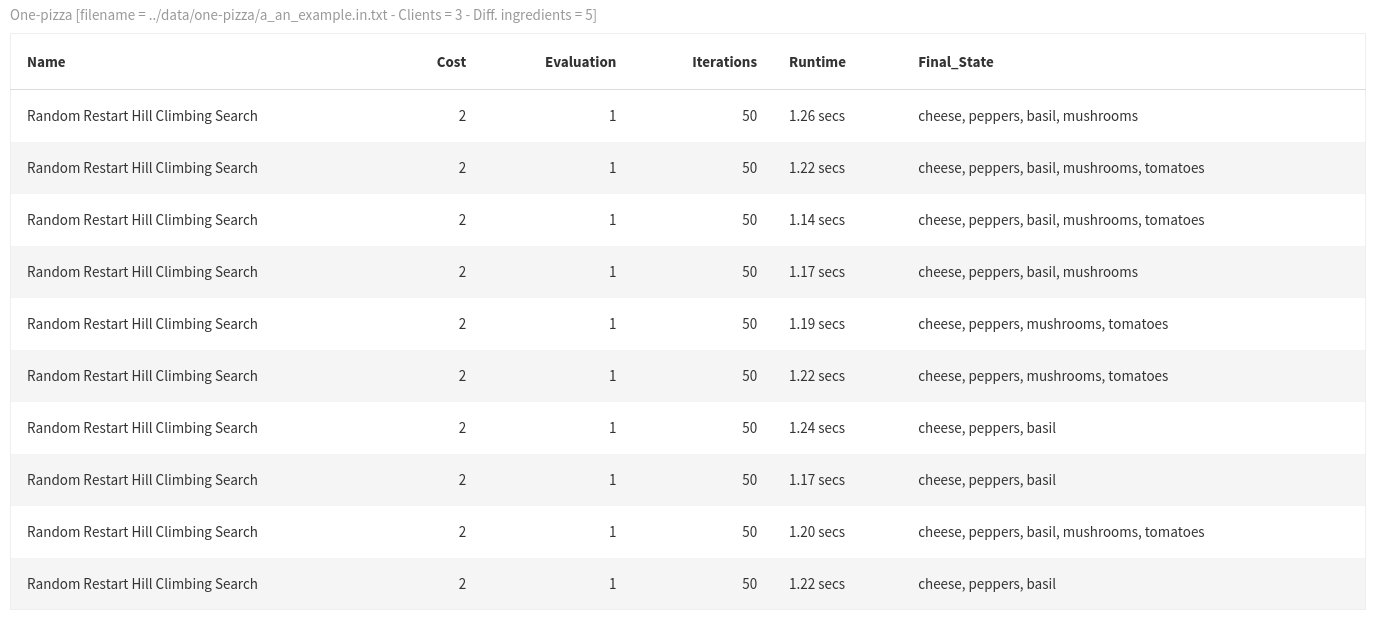 One-pizza [filename = ../data/one-pizza/a_an_example.in.txt - Clients = 3 - Diff. ingredients = 5]
Name Cost Evaluation Iterations Runtime Final_State
Random Restart Hill Climbing Search 2 1 50 1.26 secs cheese, peppers, basil, mushrooms
Random Restart Hill Climbing Search 2 1 50 1.22 secs cheese, peppers, basil, mushrooms, tomatoes
Random Restart Hill Climbing Search 2 1 50 1.14 secs cheese, peppers, basil, mushrooms, tomatoes
Random Restart Hill Climbing Search 2 1 50 1.17 secs cheese, peppers, basil, mushrooms
Random Restart Hill Climbing Search 2 1 50 1.19 secs cheese, peppers, mushrooms, tomatoes
Random Restart Hill Climbing Search 2 1 50 1.22 secs cheese, peppers, mushrooms, tomatoes
Random Restart Hill Climbing Search 2 1 50 1.24 secs cheese, peppers, basil
Random Restart Hill Climbing Search 2 1 50 1.17 secs cheese, peppers, basil
Random Restart Hill Climbing Search 2 1 50 1.20 secs cheese, peppers, basil, mushrooms, tomatoes
Random Restart Hill Climbing Search 2 1 50 1.22 secs cheese, peppers, basil